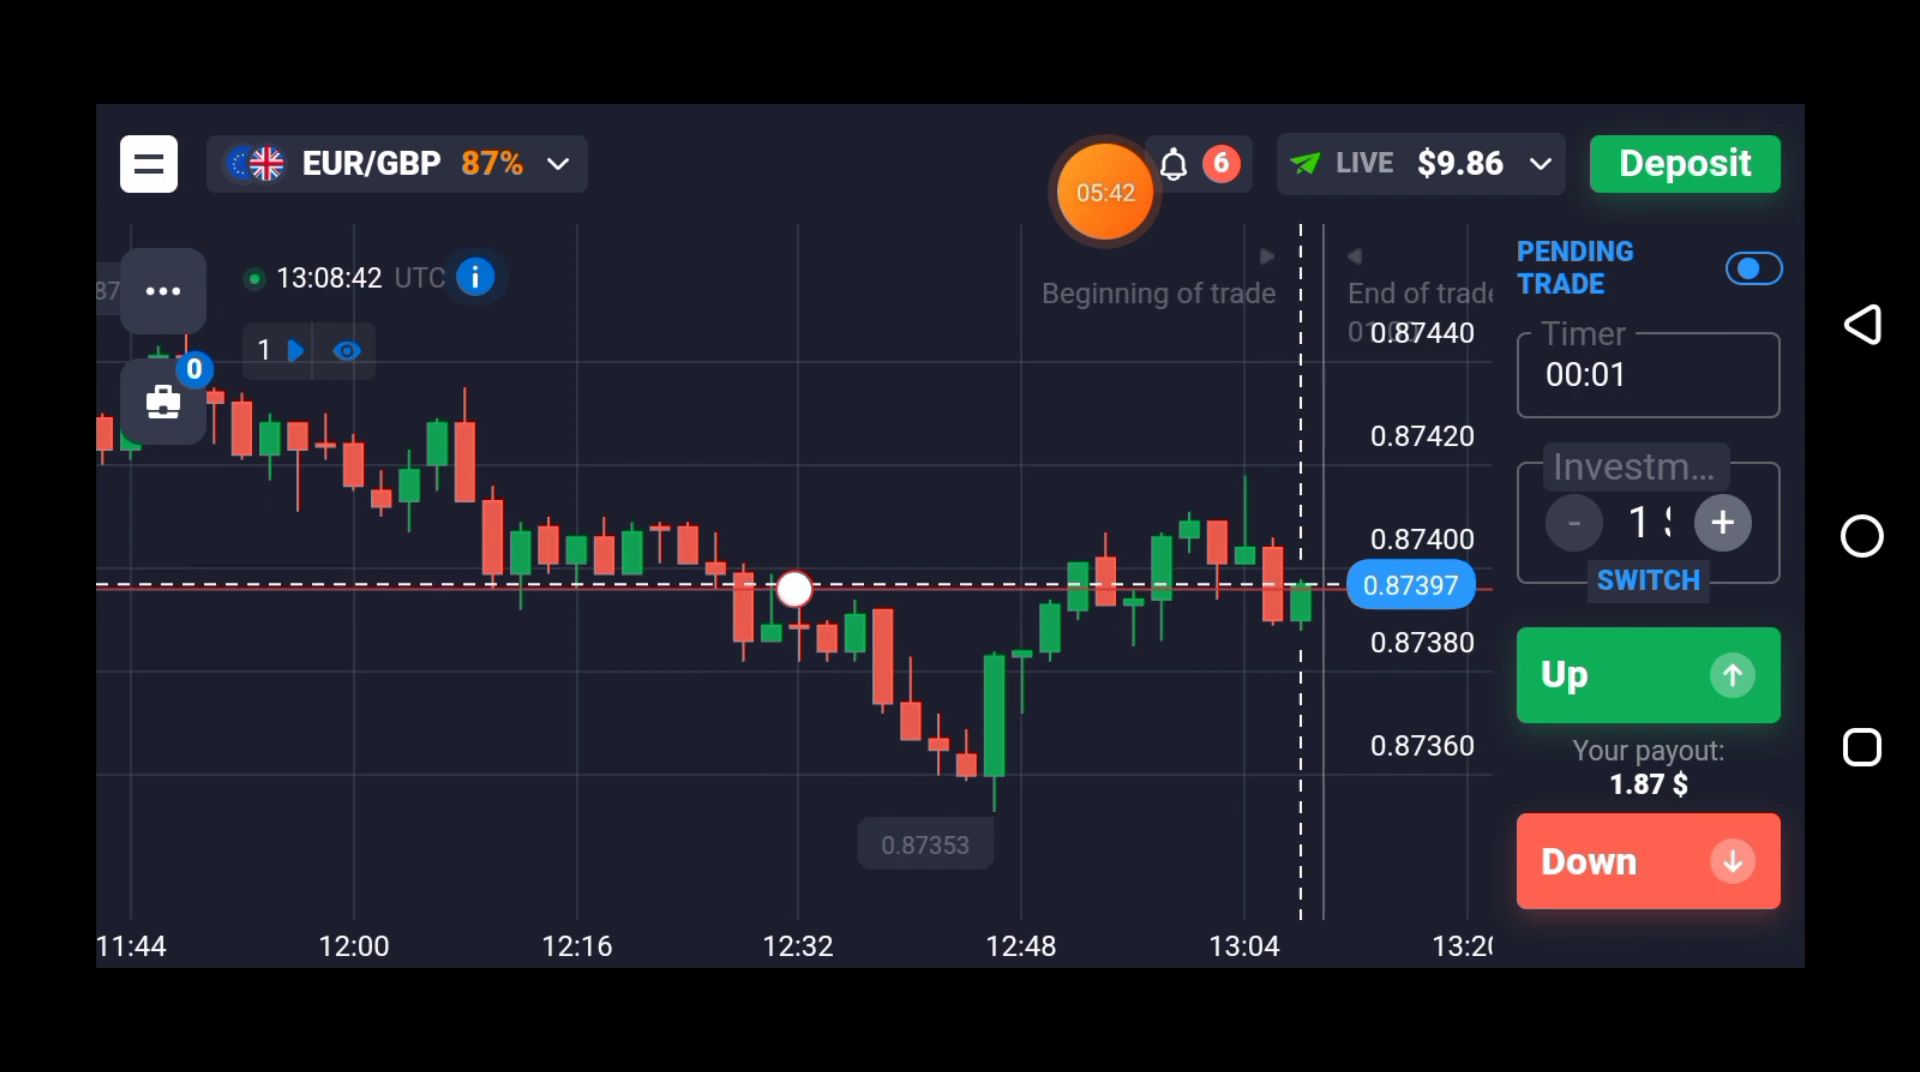 EUR/GBP 87%
05:42
6
LIVE $9.86
Deposit
87
13:08:42 UTC
i
1
0
Beginning of trade
End of trade
0.87440
0.87420
0.87400
0.87397
0.87380
0.87360
0.87353
11:44 12:00 12:16 12:32 12:48 13:04 13:20
PENDING
TRADE
Timer
00:01
Investm...
- 1 $ +
SWITCH
Up
Your payout:
1.87 $
Down